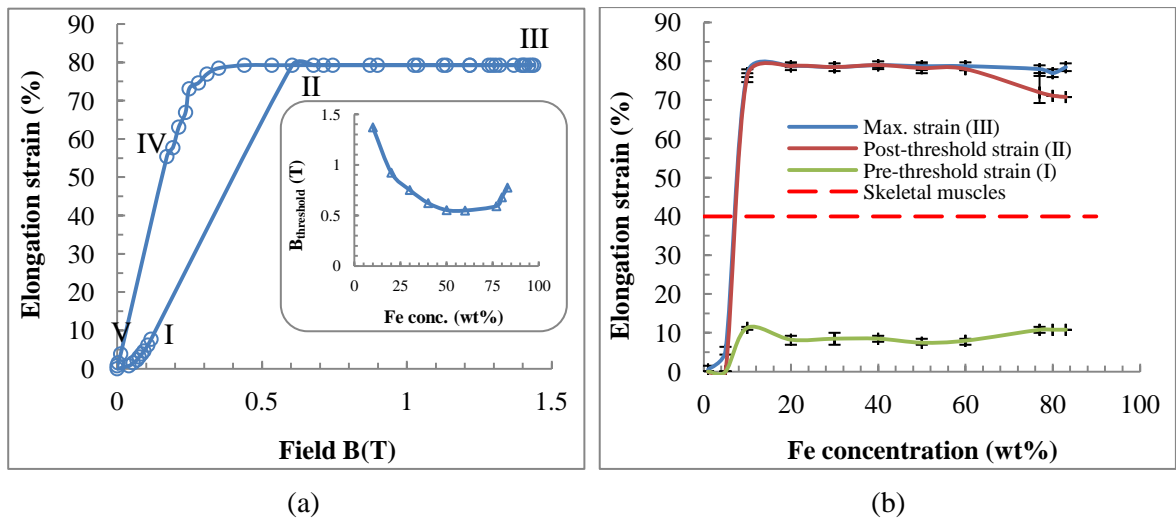 90
80
70
60
50
40
30
20
10
0
Elongation strain (%)
0
0.5
1
1.5
Field B(T)
I
II
III
IV
V
1.5
1
0.5
0
B_threshold (T)
0
25
50
75
100
Fe conc. (wt%)
(a)
90
80
70
60
50
40
30
20
10
0
Elongation strain (%)
Max. strain (III)
Post-threshold strain (II)
Pre-threshold strain (I)
Skeletal muscles
0
20
40
60
80
100
Fe concentration (wt%)
(b)